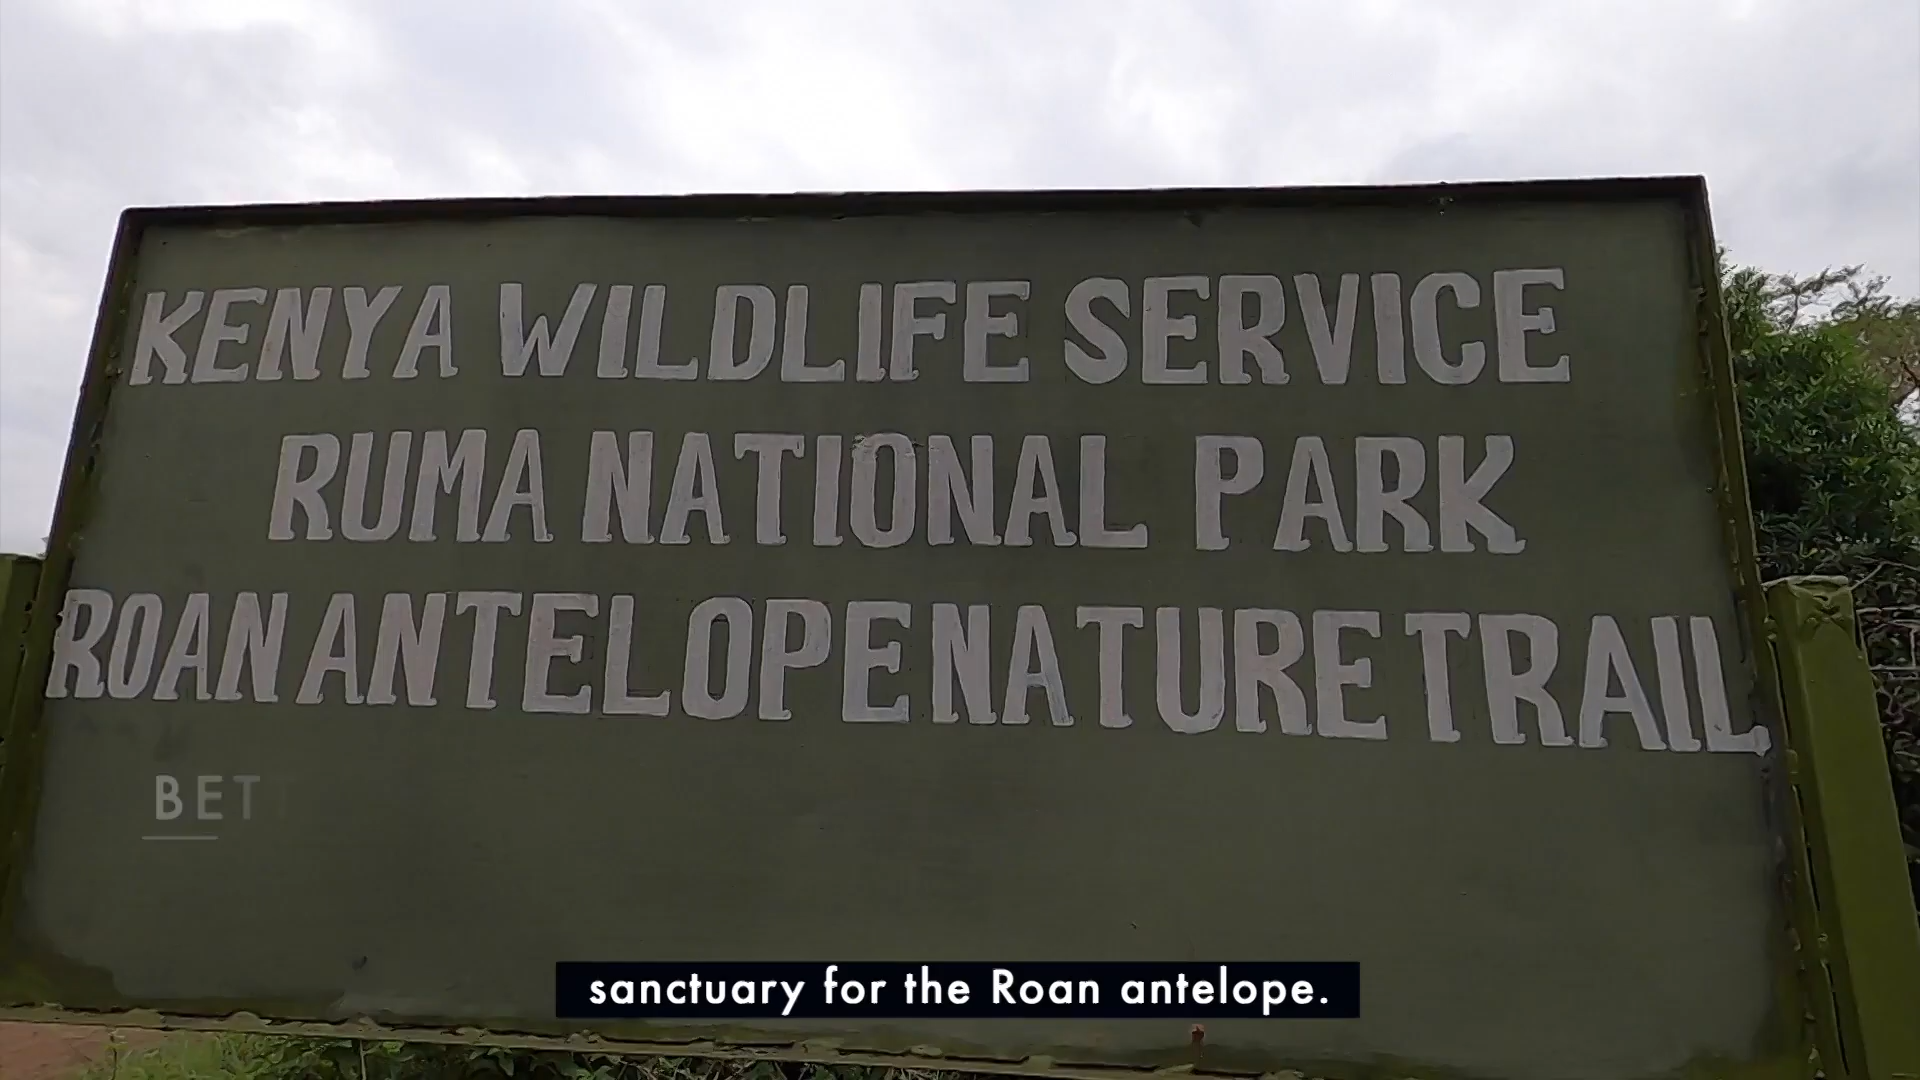 KENYA WILDLIFE SERVICE
RUMA NATIONAL PARK
ROAN ANTELOPE NATURE TRAIL
BET
sanctuary for the Roan antelope.